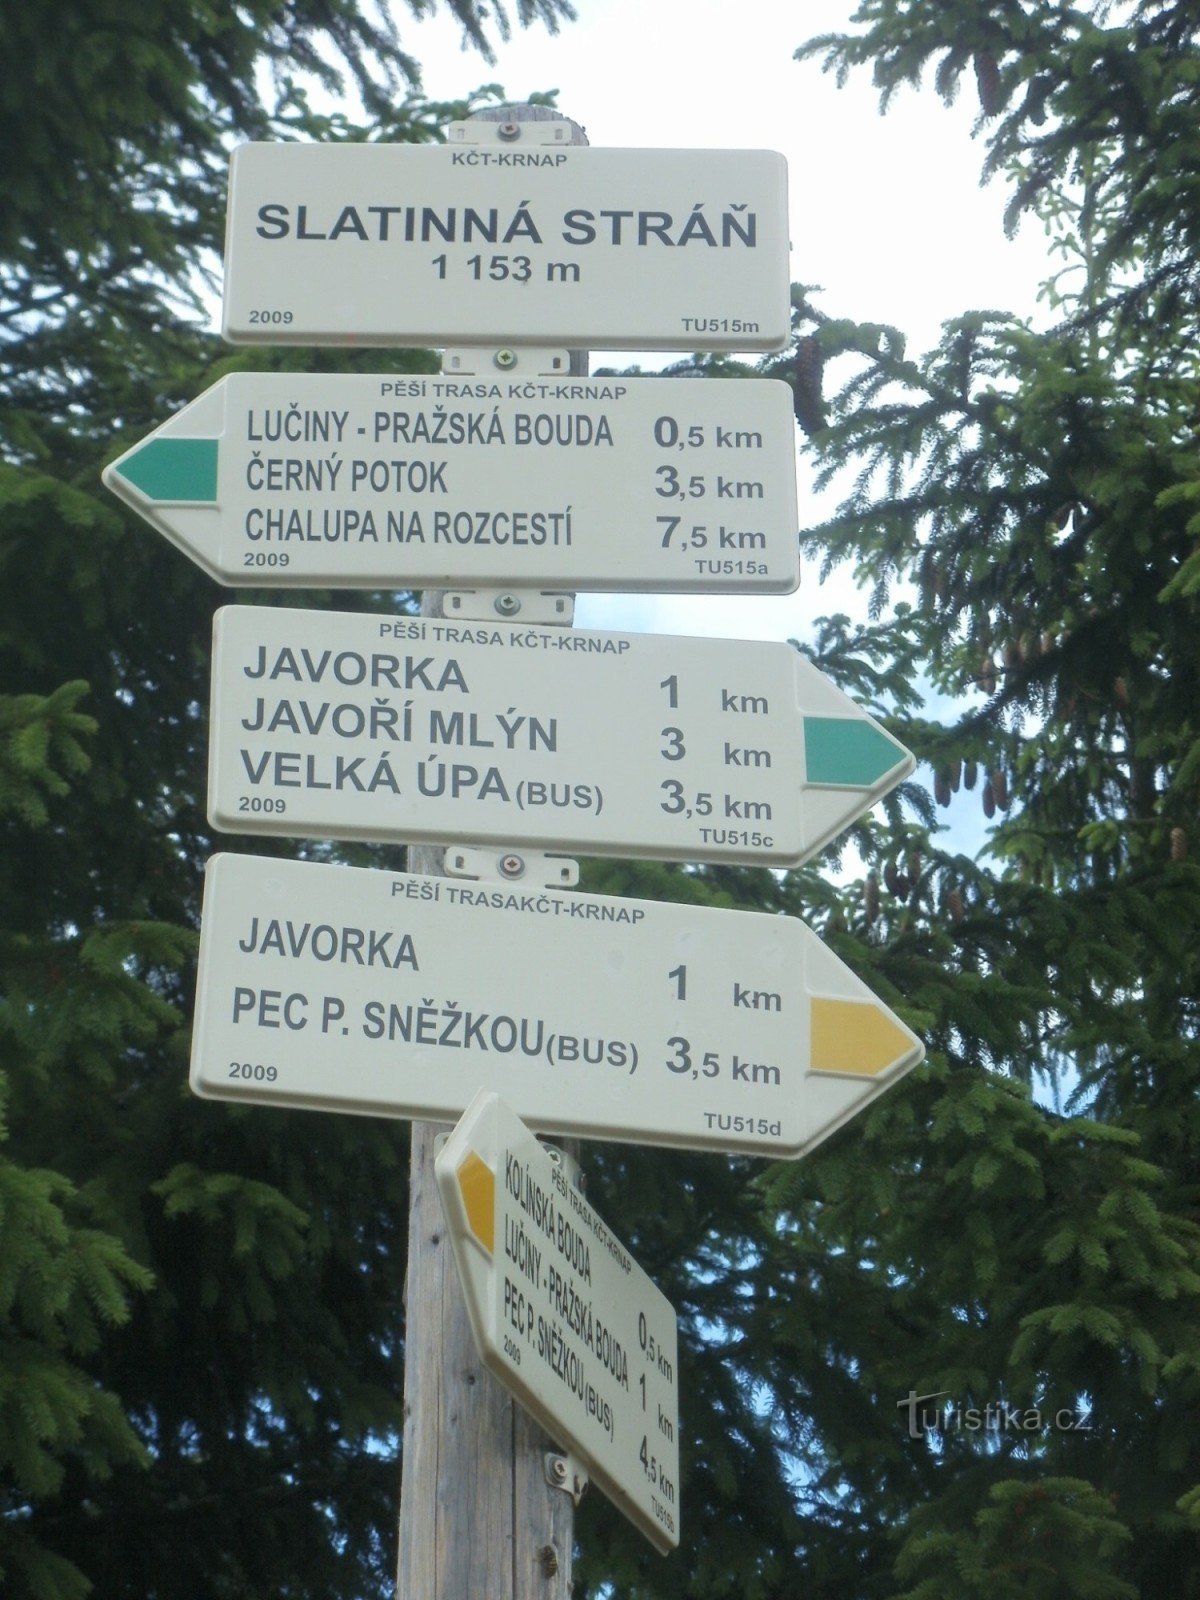 KČT-KRNAP
SLATINNÁ STRÁŇ
1 153 m
2009 TU515m
PĚŠÍ TRASA KČT-KRNAP
LUČINY - PRAŽSKÁ BOUDA 0,5 km
ČERNÝ POTOK 3,5 km
CHALUPA NA ROZCESTÍ 7,5 km
2009 TU515a
PĚŠÍ TRASA KČT-KRNAP
JAVORKA 1 km
JAVOŘÍ MLÝN 3 km
VELKÁ ÚPA (BUS) 3,5 km
2009 TU515c
PĚŠÍ TRASAKČT-KRNAP
JAVORKA 1 km
PEC P. SNĚŽKOU (BUS) 3,5 km
2009 TU515d
PĚŠÍ TRASA KČT-KRNAP
KOLÍNSKÁ BOUDA 0,5 km
LUČINY - PRAŽSKÁ BOUDA 1 km
PEC P. SNĚŽKOU (BUS) 4,5 km
2009 TU515b
Turistika.cz